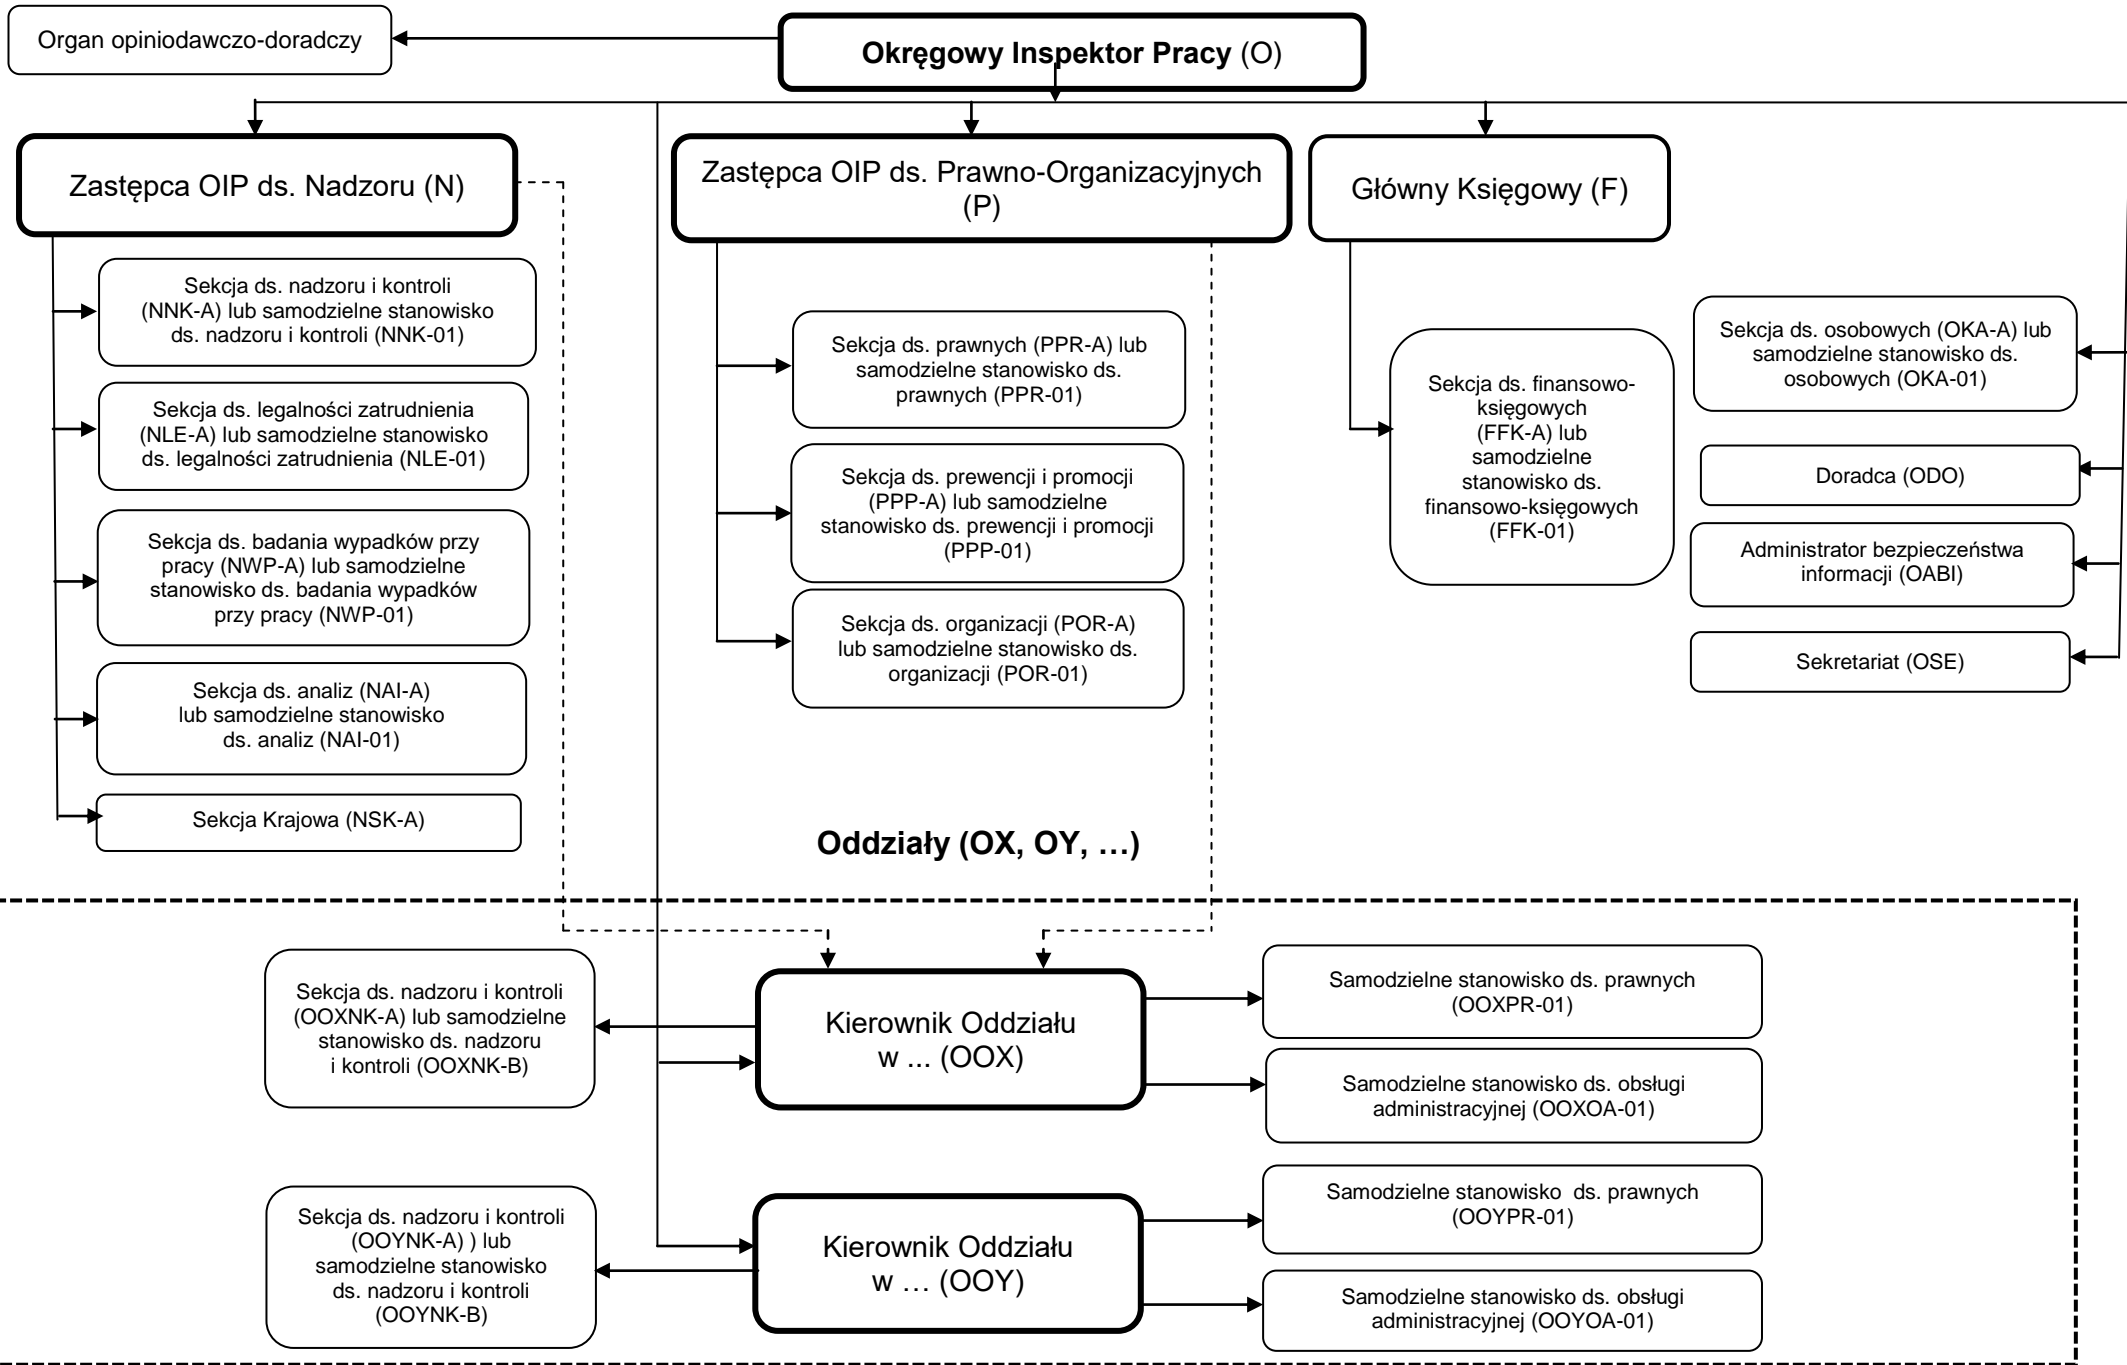 Organ opiniodawczo-doradczy
Okręgowy Inspektor Pracy (O)
Zastępca OIP ds. Nadzoru (N)
Zastępca OIP ds. Prawno-Organizacyjnych
(P)
Główny Księgowy (F)
Sekcja ds. nadzoru i kontroli
(NNK-A) lub samodzielne stanowisko
ds. nadzoru i kontroli (NNK-01)
Sekcja ds. legalności zatrudnienia
(NLE-A) lub samodzielne stanowisko
ds. legalności zatrudnienia (NLE-01)
Sekcja ds. badania wypadków przy
pracy (NWP-A) lub samodzielne
stanowisko ds. badania wypadków
przy pracy (NWP-01)
Sekcja ds. analiz (NAI-A)
lub samodzielne stanowisko
ds. analiz (NAI-01)
Sekcja Krajowa (NSK-A)
Sekcja ds. prawnych (PPR-A) lub
samodzielne stanowisko ds.
prawnych (PPR-01)
Sekcja ds. prewencji i promocji
(PPP-A) lub samodzielne
stanowisko ds. prewencji i promocji
(PPP-01)
Sekcja ds. organizacji (POR-A)
lub samodzielne stanowisko ds.
organizacji (POR-01)
Sekcja ds. finansowo-
księgowych
(FFK-A) lub
samodzielne
stanowisko ds.
finansowo-księgowych
(FFK-01)
Sekcja ds. osobowych (OKA-A) lub
samodzielne stanowisko ds.
osobowych (OKA-01)
Doradca (ODO)
Administrator bezpieczeństwa
informacji (OABI)
Sekretariat (OSE)
Oddziały (OX, OY, …)
Sekcja ds. nadzoru i kontroli
(OOXNK-A) lub samodzielne
stanowisko ds. nadzoru
i kontroli (OOXNK-B)
Kierownik Oddziału
w ... (OOX)
Samodzielne stanowisko ds. prawnych
(OOXPR-01)
Samodzielne stanowisko ds. obsługi
administracyjnej (OOXOA-01)
Sekcja ds. nadzoru i kontroli
(OOYNK-A) ) lub
samodzielne stanowisko
ds. nadzoru i kontroli
(OOYNK-B)
Kierownik Oddziału
w … (OOY)
Samodzielne stanowisko  ds. prawnych
(OOYPR-01)
Samodzielne stanowisko ds. obsługi
administracyjnej (OOYOA-01)